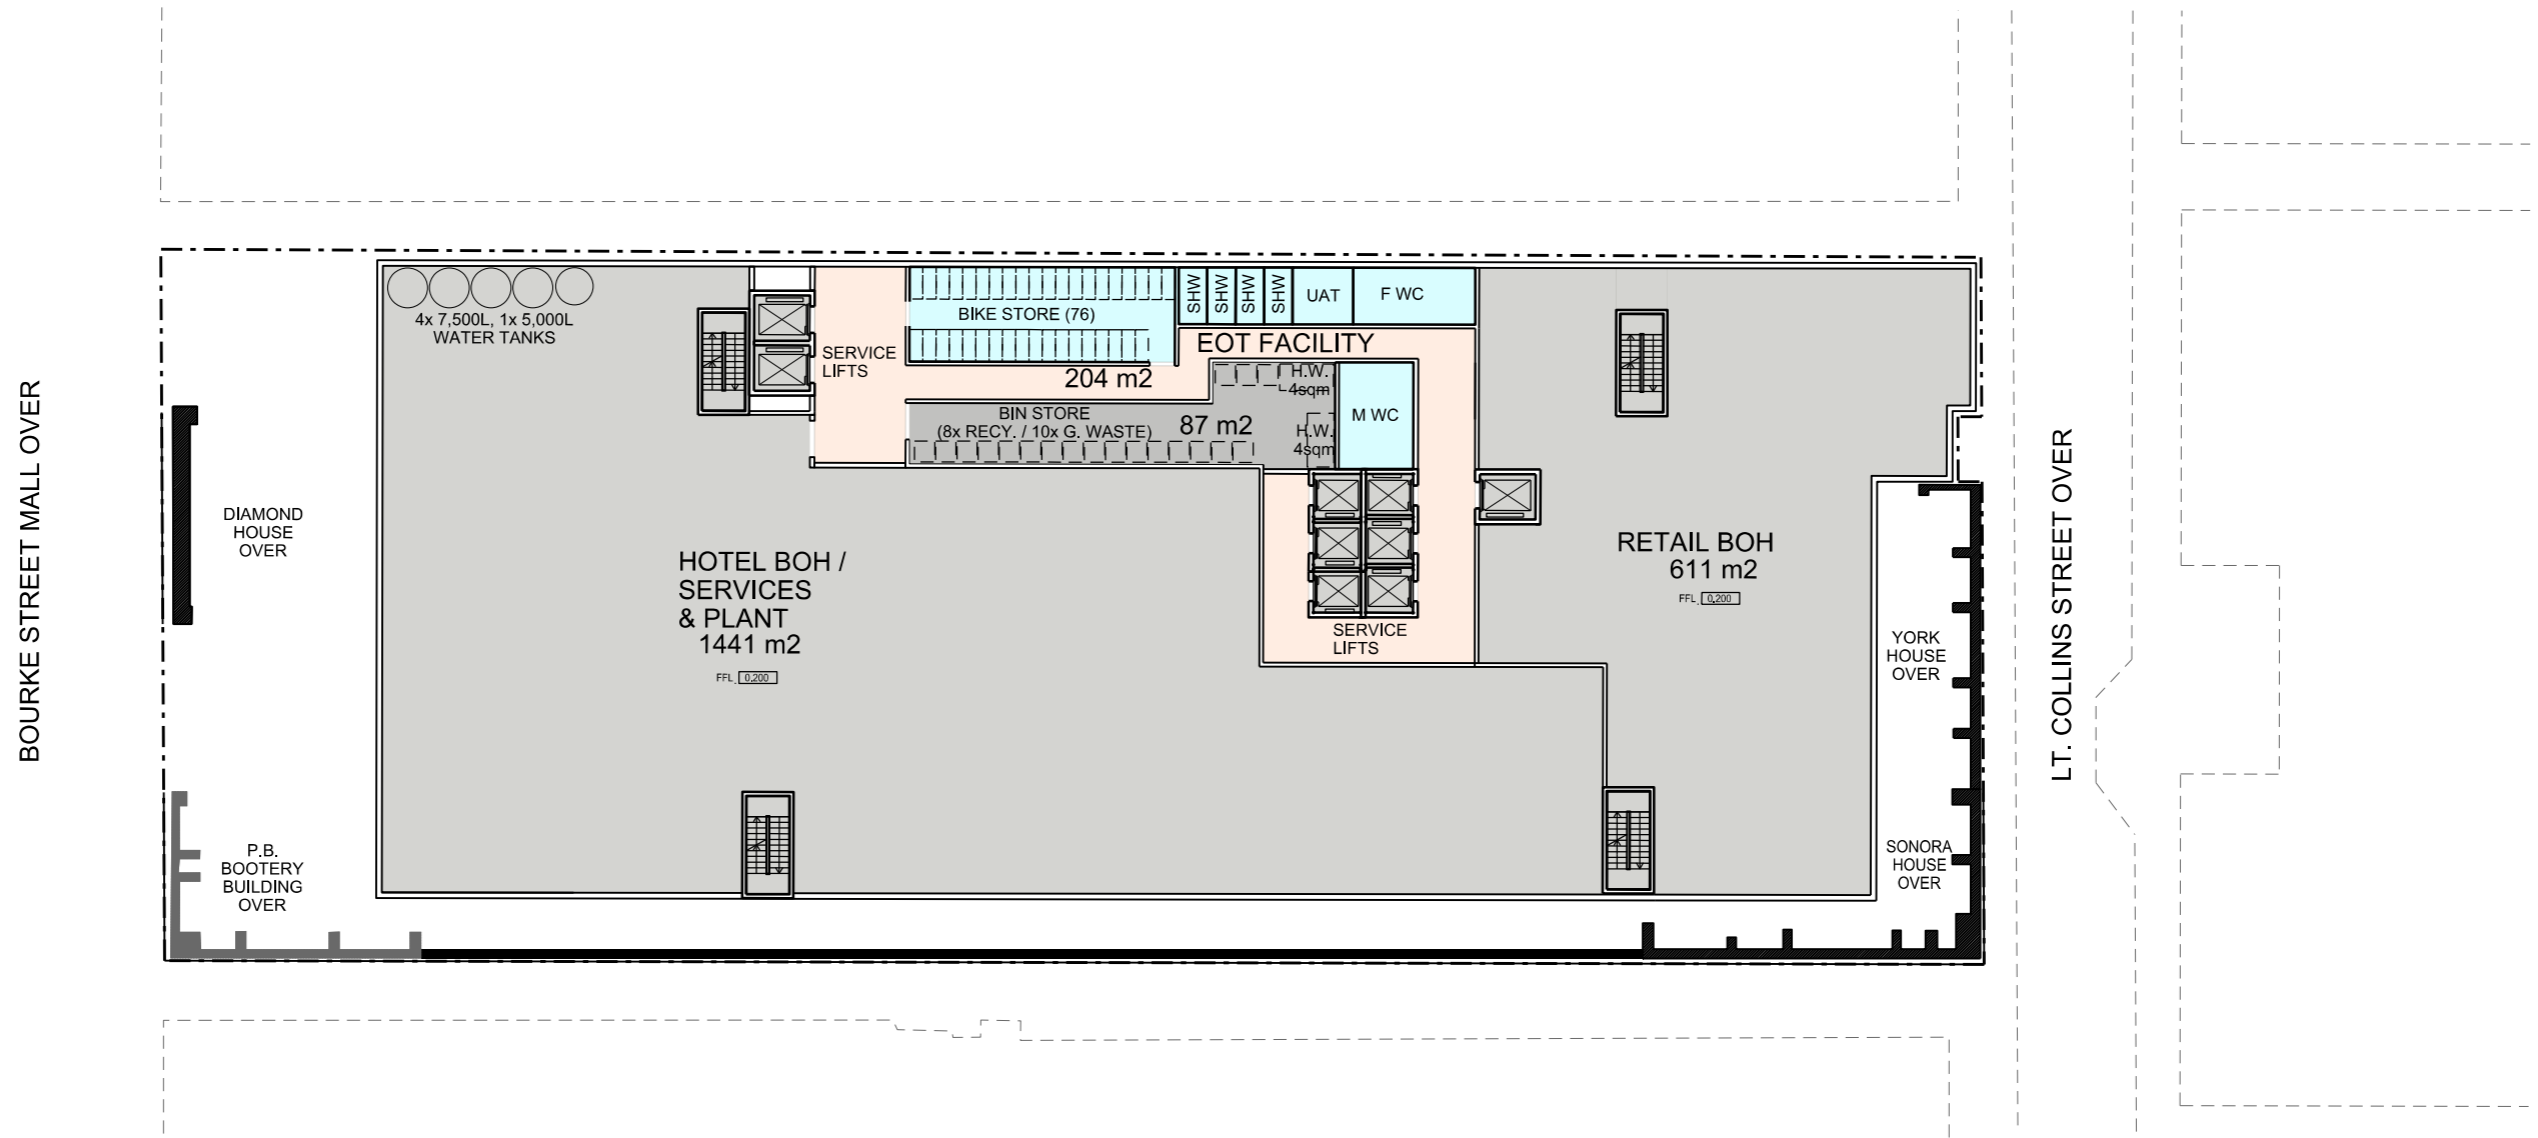 BOURKE STREET MALL OVER
4x 7,500L, 1x 5,000L
WATER TANKS
SERVICE
LIFTS
BIKE STORE (76)
SHW
SHW
SHW
SHW
UAT
F WC
EOT FACILITY
204 m2
H.W.
4sqm
BIN STORE
(8x RECY. / 10x G. WASTE)
87 m2
H.W.
4sqm
M WC
DIAMOND
HOUSE
OVER
HOTEL BOH /
SERVICES
& PLANT
1441 m2
FFL 0.200
RETAIL BOH
611 m2
FFL 0.200
SERVICE
LIFTS
YORK
HOUSE
OVER
P.B.
BOOTERY
BUILDING
OVER
SONORA
HOUSE
OVER
LT. COLLINS STREET OVER